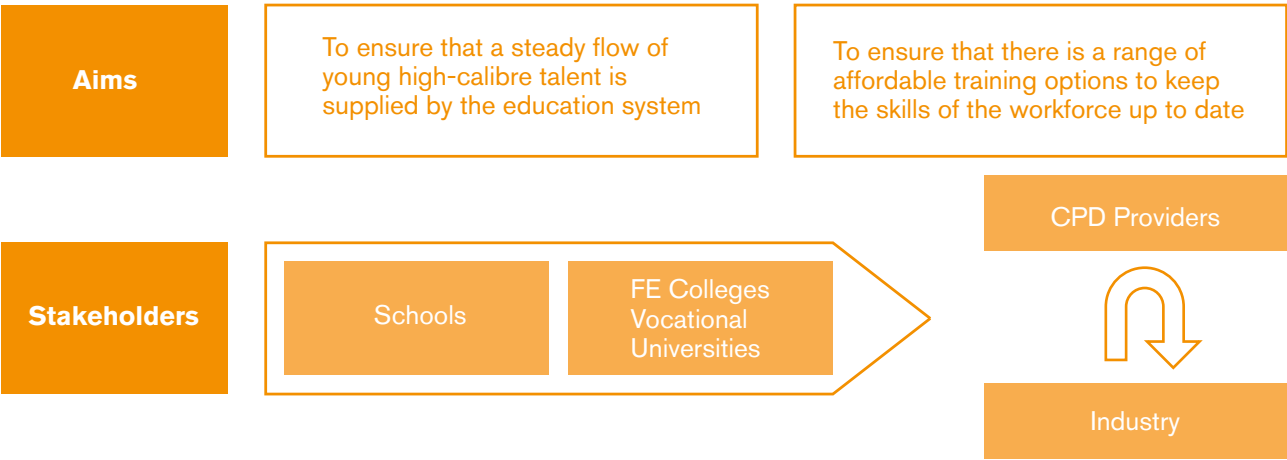 Aims
To ensure that a steady flow of
young high-calibre talent is
supplied by the education system
To ensure that there is a range of
affordable training options to keep
the skills of the workforce up to date
Stakeholders
Schools
FE Colleges
Vocational
Universities
CPD Providers
Industry